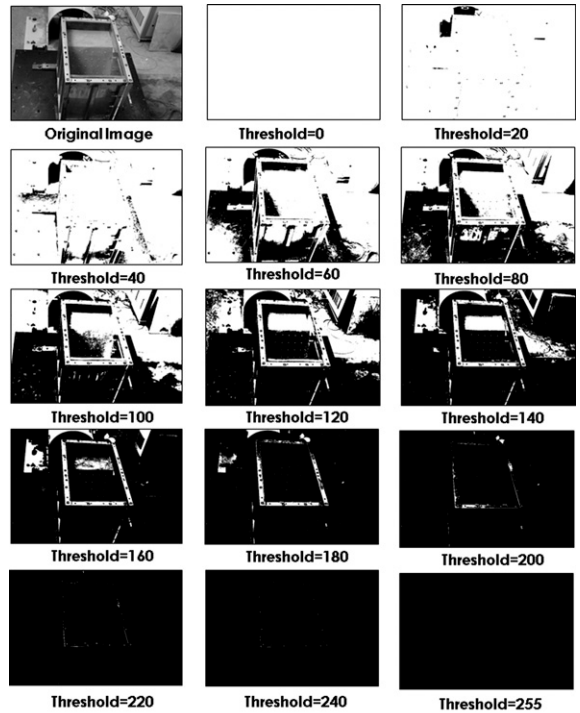 Original Image
Threshold=0
Threshold=20
Threshold=40
Threshold=60
Threshold=80
Threshold=100
Threshold=120
Threshold=140
Threshold=160
Threshold=180
Threshold=200
Threshold=220
Threshold=240
Threshold=255